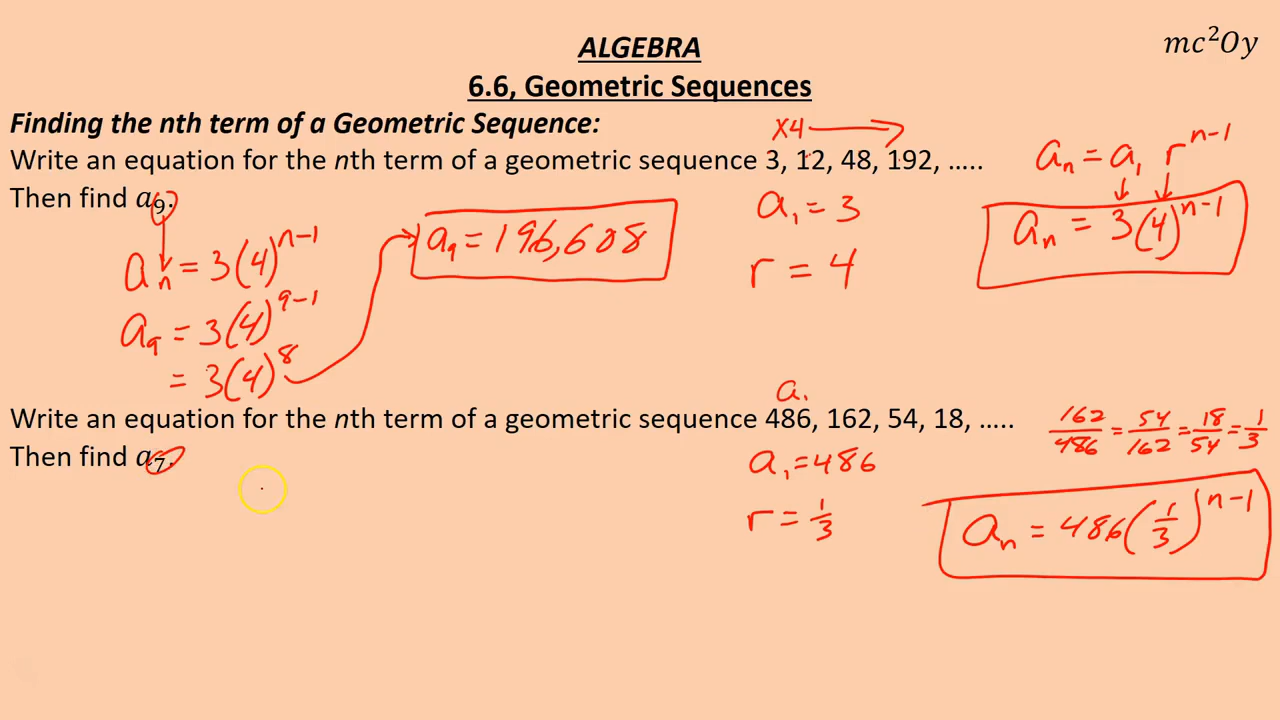 ALGEBRA
mc²Oy
6.6, Geometric Sequences
Finding the nth term of a Geometric Sequence:
x4
Write an equation for the nth term of a geometric sequence 3, 12, 48, 192, …..
Then find a₉.
aₙ = a₁ rⁿ⁻¹
a₁ = 3
aₙ = 3(4)ⁿ⁻¹
r = 4
aₙ = 3(4)ⁿ⁻¹
a₉ = 3(4)⁹⁻¹
= 3(4)⁸
a₉ = 196,608
a₁
Write an equation for the nth term of a geometric sequence 486, 162, 54, 18, …..
Then find a₇.
162/486 = 54/162 = 18/54 = 1/3
a₁ = 486
r = 1/3
aₙ = 486(1/3)ⁿ⁻¹